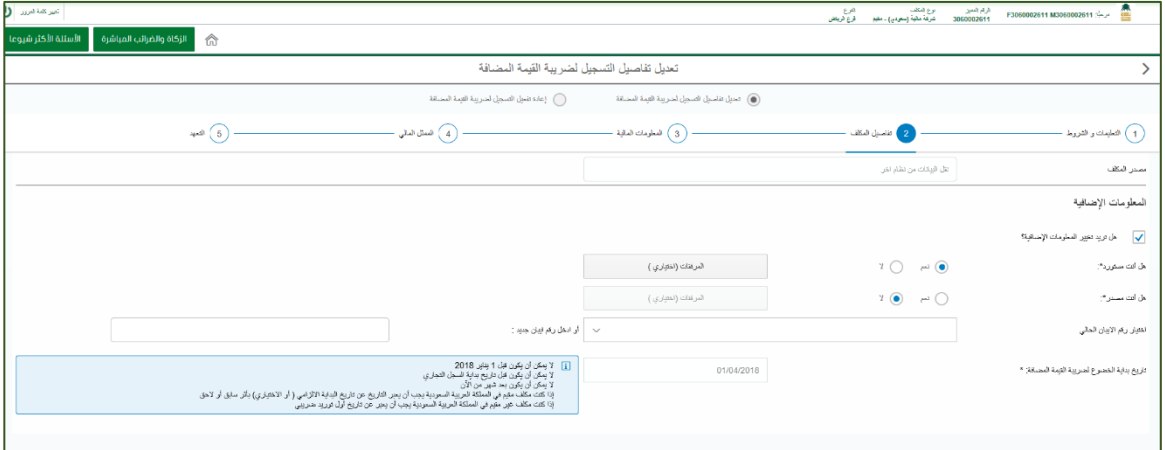 مرحبًا: F3060002611 M3060002611
الرقم المميز
3060002611
نوع المكلف
شركة مالية (سعودي) ، مقيم
الفرع
فرع الرياض
تغيير كلمة المرور
الزكاة والضرائب المباشرة
الأسئلة الأكثر شيوعا
تعديل تفاصيل التسجيل لضريبة القيمة المضافة
تعديل تفاصيل التسجيل لضريبة القيمة المضافة
إعادة تفعيل التسجيل لضريبة القيمة المضافة
1 التعليمات و الشروط
2 تفاصيل المكلف
3 المعلومات المالية
4 الممثل المالي
5 التعهد
مصدر المكلف
نقل البيانات من نظام اخر
المعلومات الإضافية
هل تريد تغيير المعلومات الإضافية؟
هل أنت مستورد*: نعم لا المرفقات (اختياري )
هل أنت مصدر*: نعم لا المرفقات (اختياري )
اختيار رقم الايبان الحالي
أو ادخل رقم ايبان جديد :
تاريخ بداية الخضوع لضريبة القيمة المضافة: *
01/04/2018
لا يمكن أن يكون قبل 1 يناير 2018
لا يمكن أن يكون قبل تاريخ بداية السجل التجاري
لا يمكن أن يكون بعد شهر من الآن
إذا كنت مكلف مقيم في المملكة العربية السعودية يجب أن يعبر التاريخ عن تاريخ البداية الالزامي ( أو الاختياري) بأثر سابق أو لاحق
إذا كنت مكلف غير مقيم في المملكة العربية السعودية يجب أن يعبر عن تاريخ أول توريد ضريبي